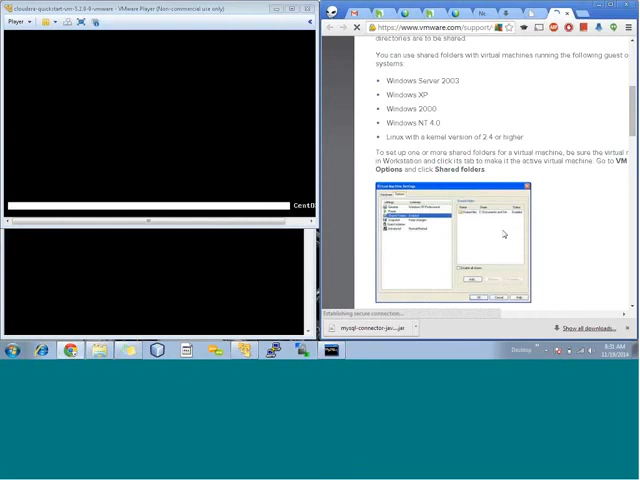 cloudera-quickstart-vm-5.2.0-0-vmware - VMware Player (Non-commercial use only)
Player
CentOS
https://www.vmware.com/support/
directories are to be shared.
You can use shared folders with virtual machines running the following guest o
systems:
• Windows Server 2003
• Windows XP
• Windows 2000
• Windows NT 4.0
• Linux with a kernel version of 2.4 or higher
To set up one or more shared folders for a virtual machine, be sure the virtual r
in Workstation and click its tab to make it the active virtual machine. Go to VM
Options and click Shared folders
Virtual Machine Settings
Establishing secure connection...
mysql-connector-jav....jar
Show all downloads...
Desktop
8:31 AM